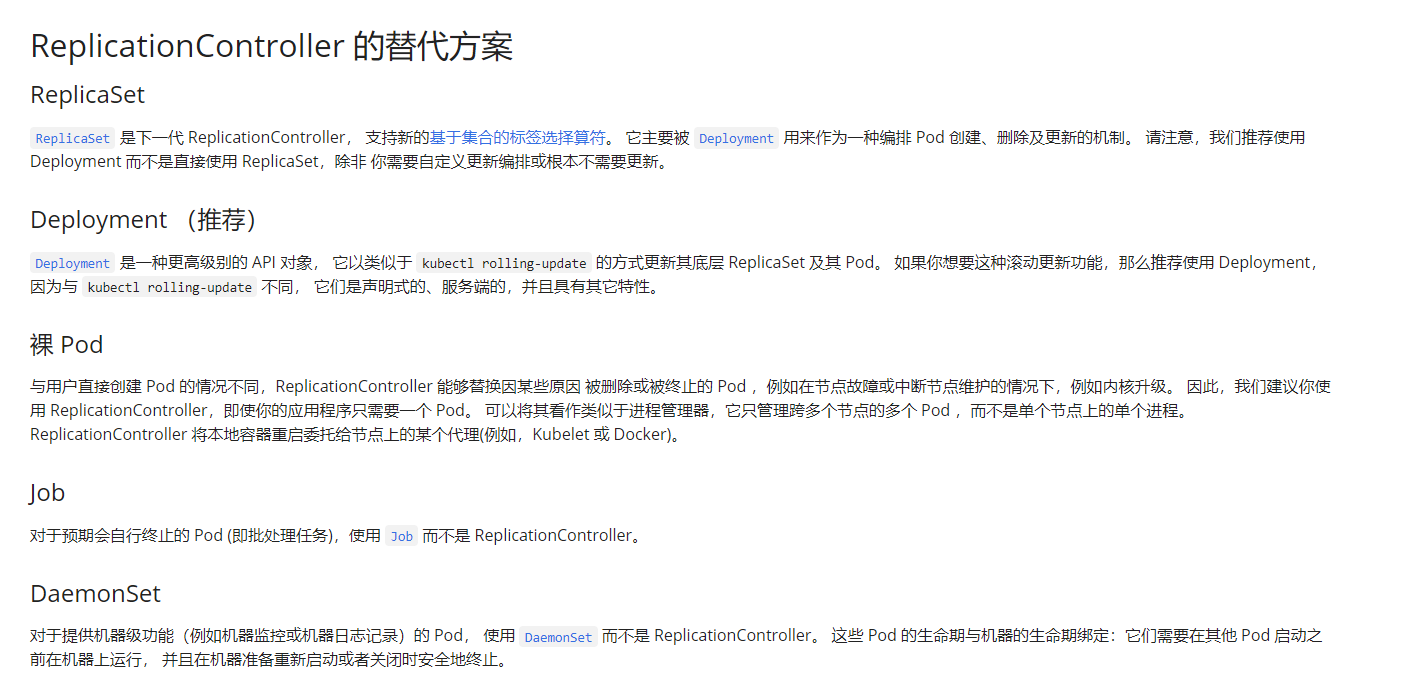 ReplicationController 的替代方案
ReplicaSet
ReplicaSet 是下一代 ReplicationController， 支持新的基于集合的标签选择算符。 它主要被 Deployment 用来作为一种编排 Pod 创建、删除及更新的机制。 请注意，我们推荐使用
Deployment 而不是直接使用 ReplicaSet，除非 你需要自定义更新编排或根本不需要更新。
Deployment （推荐）
Deployment 是一种更高级别的 API 对象， 它以类似于 kubectl rolling-update 的方式更新其底层 ReplicaSet 及其 Pod。 如果你想要这种滚动更新功能，那么推荐使用 Deployment，
因为与 kubectl rolling-update 不同， 它们是声明式的、服务端的，并且具有其它特性。
裸 Pod
与用户直接创建 Pod 的情况不同，ReplicationController 能够替换因某些原因 被删除或被终止的 Pod ，例如在节点故障或中断节点维护的情况下，例如内核升级。 因此，我们建议你使
用 ReplicationController，即使你的应用程序只需要一个 Pod。 可以将其看作类似于进程管理器，它只管理跨多个节点的多个 Pod ，而不是单个节点上的单个进程。
ReplicationController 将本地容器重启委托给节点上的某个代理(例如，Kubelet 或 Docker)。
Job
对于预期会自行终止的 Pod (即批处理任务)，使用 Job 而不是 ReplicationController。
DaemonSet
对于提供机器级功能（例如机器监控或机器日志记录）的 Pod， 使用 DaemonSet 而不是 ReplicationController。 这些 Pod 的生命期与机器的生命期绑定：它们需要在其他 Pod 启动之
前在机器上运行， 并且在机器准备重新启动或者关闭时安全地终止。